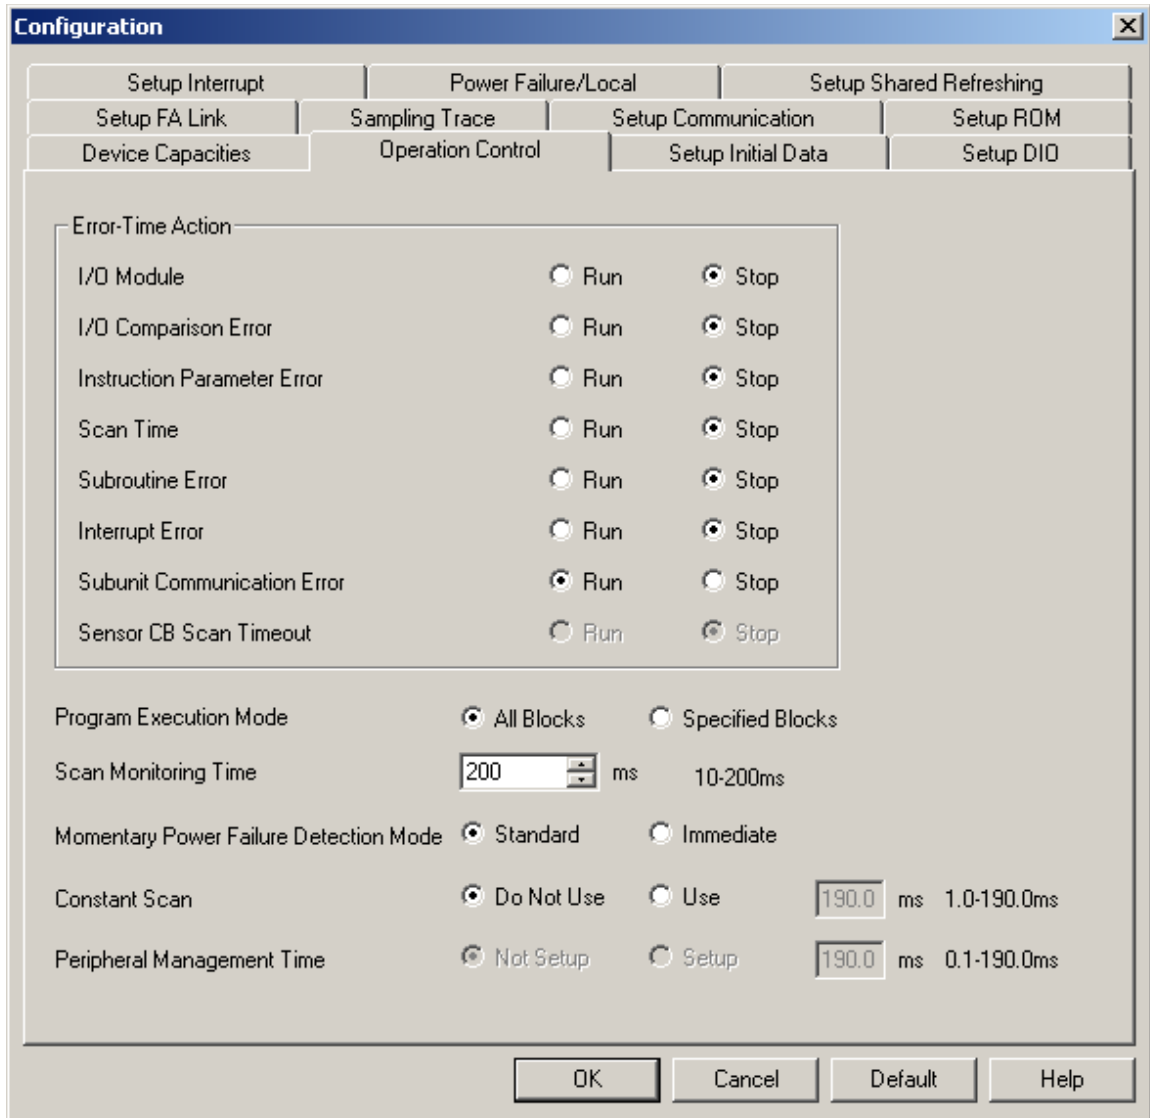 Configuration
Setup Interrupt Power Failure/Local Setup Shared Refreshing
Setup FA Link Sampling Trace Setup Communication Setup ROM
Device Capacities Operation Control Setup Initial Data Setup DIO
Error-Time Action
I/O Module Run Stop
I/O Comparison Error Run Stop
Instruction Parameter Error Run Stop
Scan Time Run Stop
Subroutine Error Run Stop
Interrupt Error Run Stop
Subunit Communication Error Run Stop
Sensor CB Scan Timeout Run Stop
Program Execution Mode All Blocks Specified Blocks
Scan Monitoring Time 200 ms 10-200ms
Momentary Power Failure Detection Mode Standard Immediate
Constant Scan Do Not Use Use 190.0 ms 1.0-190.0ms
Peripheral Management Time Not Setup Setup 190.0 ms 0.1-190.0ms
OK Cancel Default Help